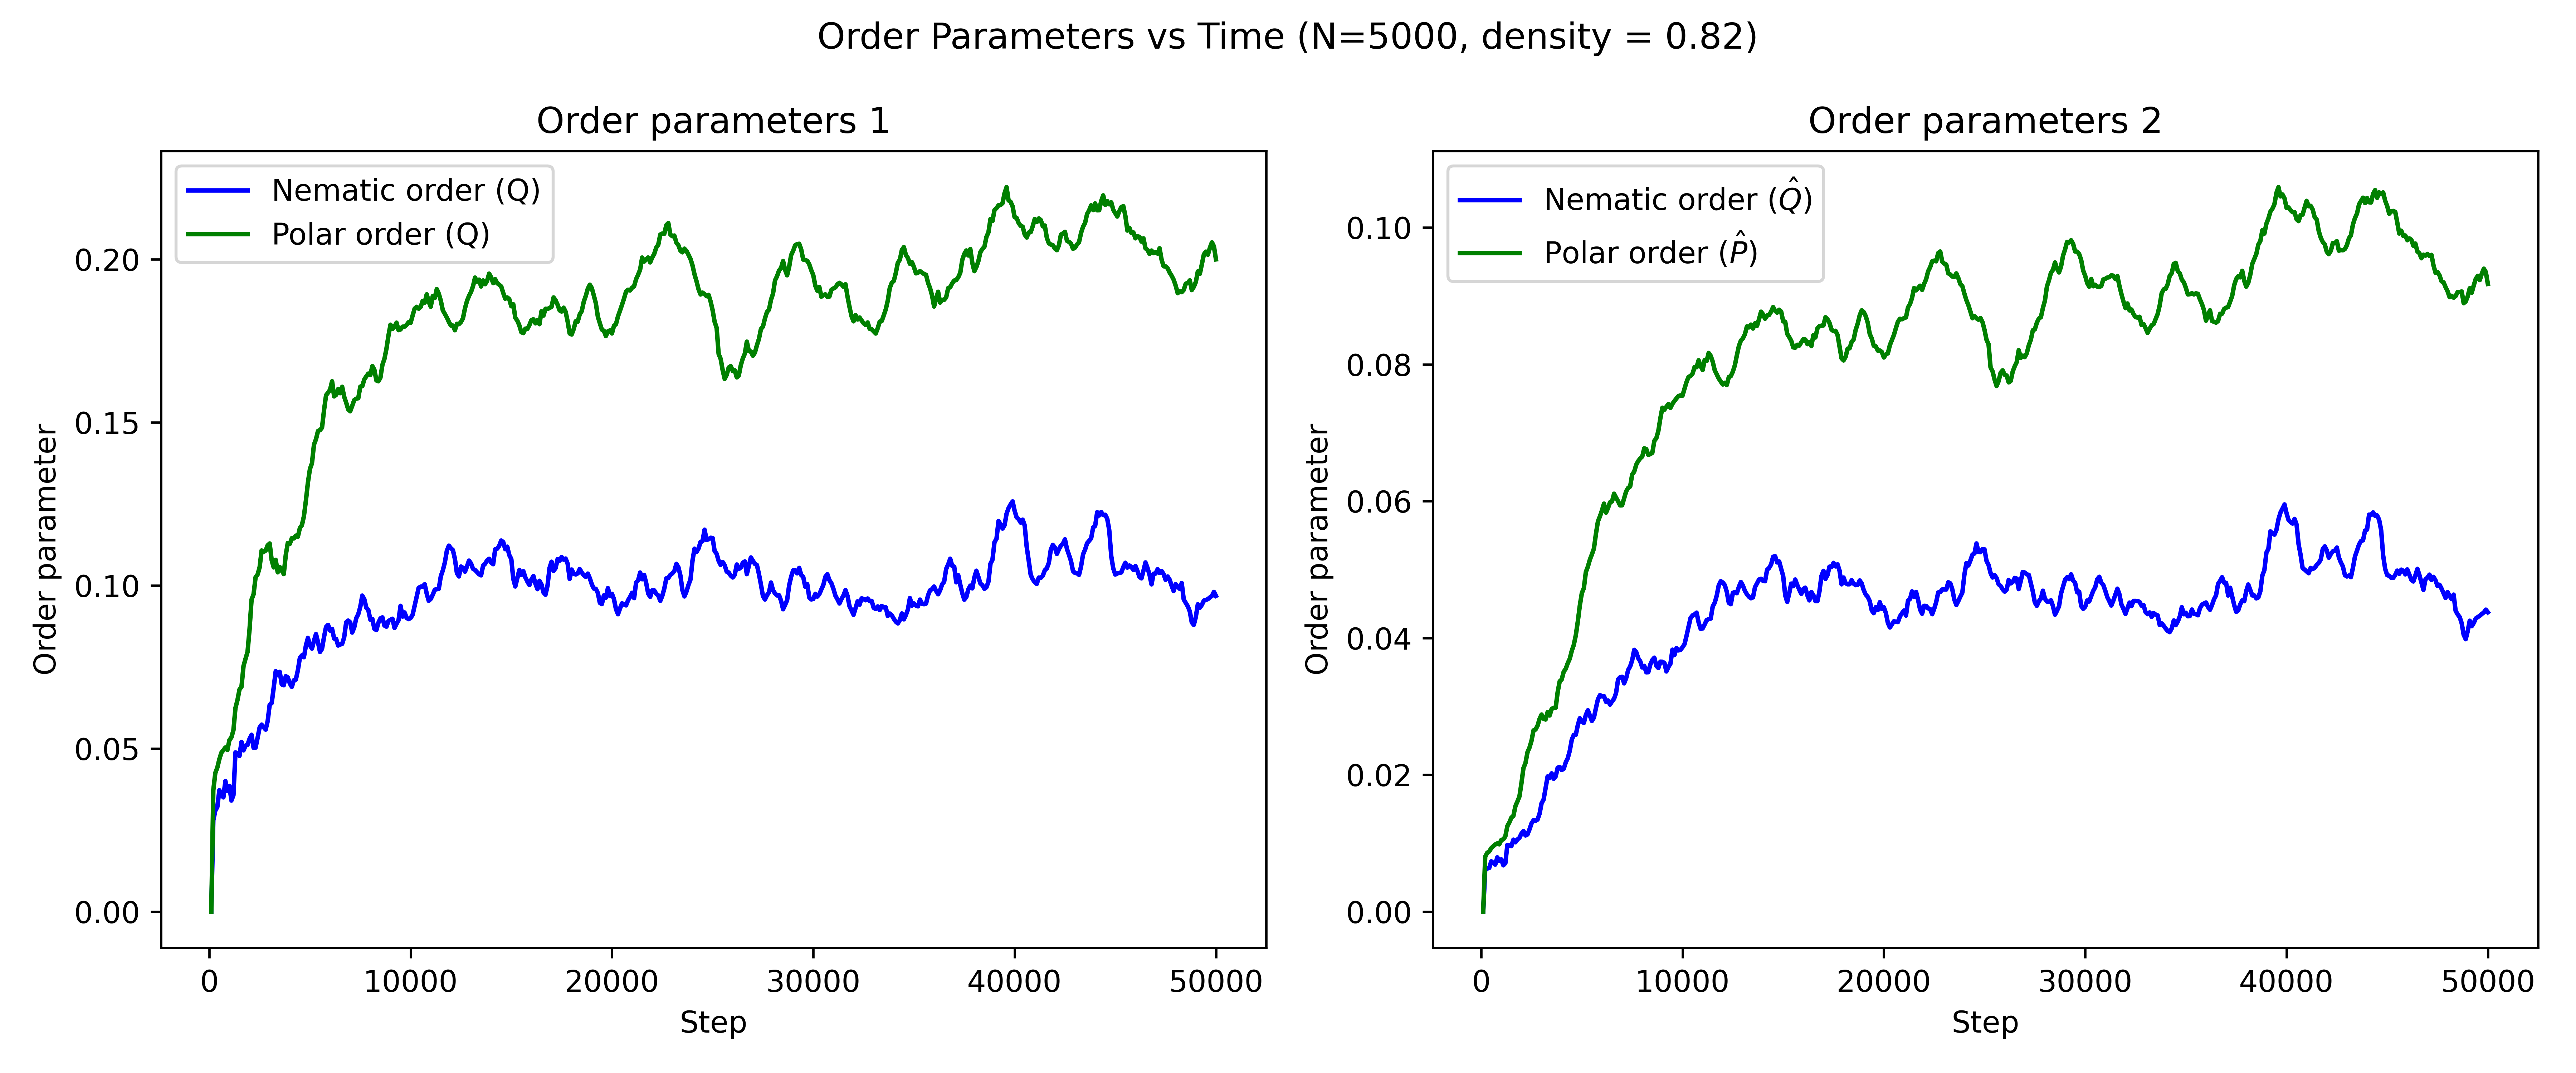 Order Parameters vs Time (N=5000, density = 0.82)
Order parameters 1
Nematic order (Q)
Polar order (Q)
Order parameter
0.20
0.15
0.10
0.05
0.00
0 10000 20000 30000 40000 50000
Step
Order parameters 2
Nematic order (Q̂)
Polar order (P̂)
Order parameter
0.10
0.08
0.06
0.04
0.02
0.00
0 10000 20000 30000 40000 50000
Step